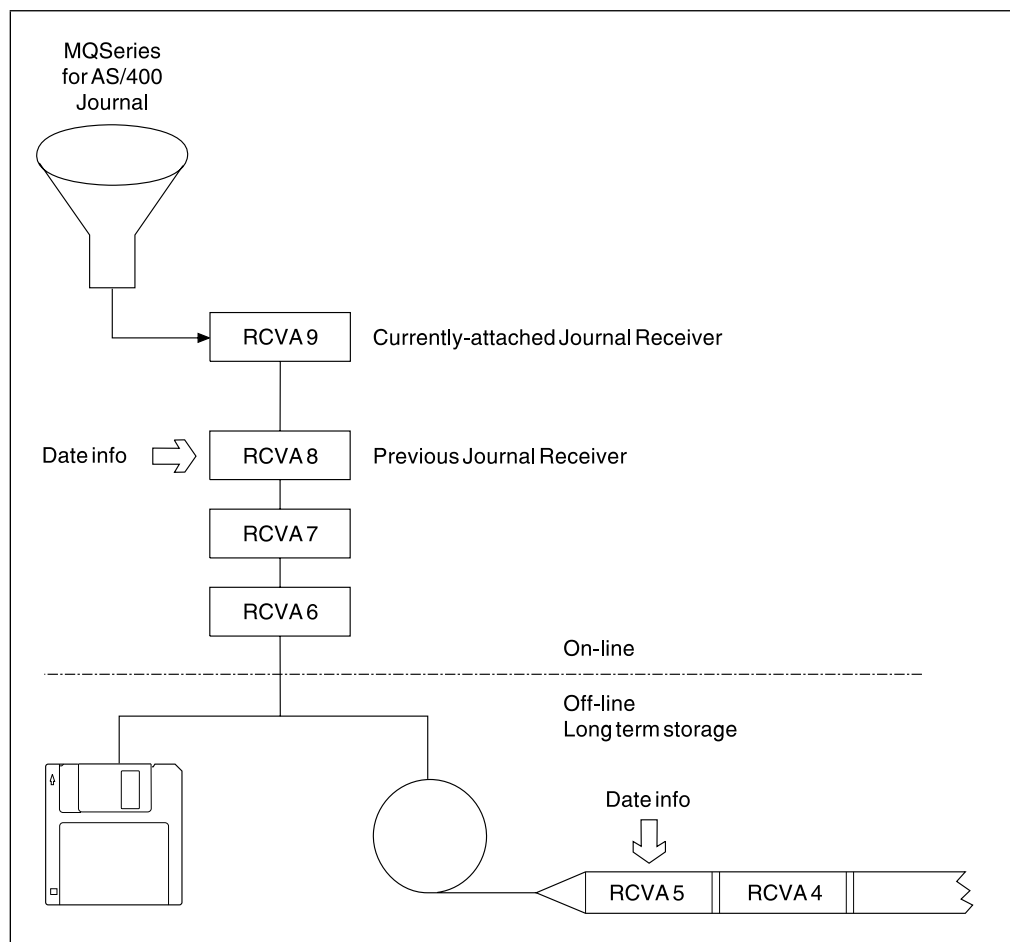 MQSeries
for AS/400
Journal
RCVA 9
Currently-attached Journal Receiver
Date info
RCVA 8
Previous Journal Receiver
RCVA 7
RCVA 6
On-line
Off-line
Long term storage
Date info
RCVA 5
RCVA 4